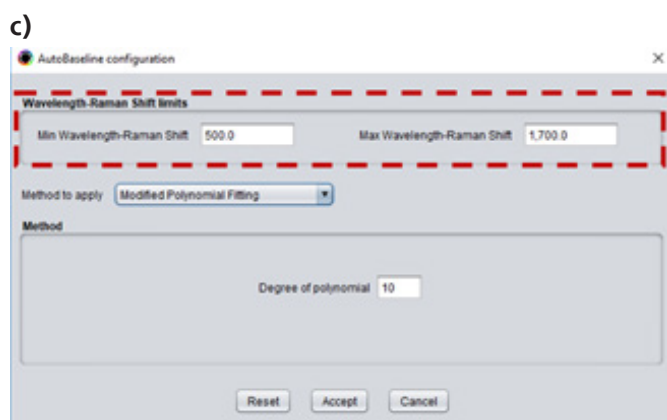 c)
AutoBaseline configuration
Wavelength-Raman Shift limits
Min Wavelength-Raman Shift 500.0 Max Wavelength-Raman Shift 1,700.0
Method to apply Modified Polynomial Fitting
Method
Degree of polynomial 10
Reset Accept Cancel